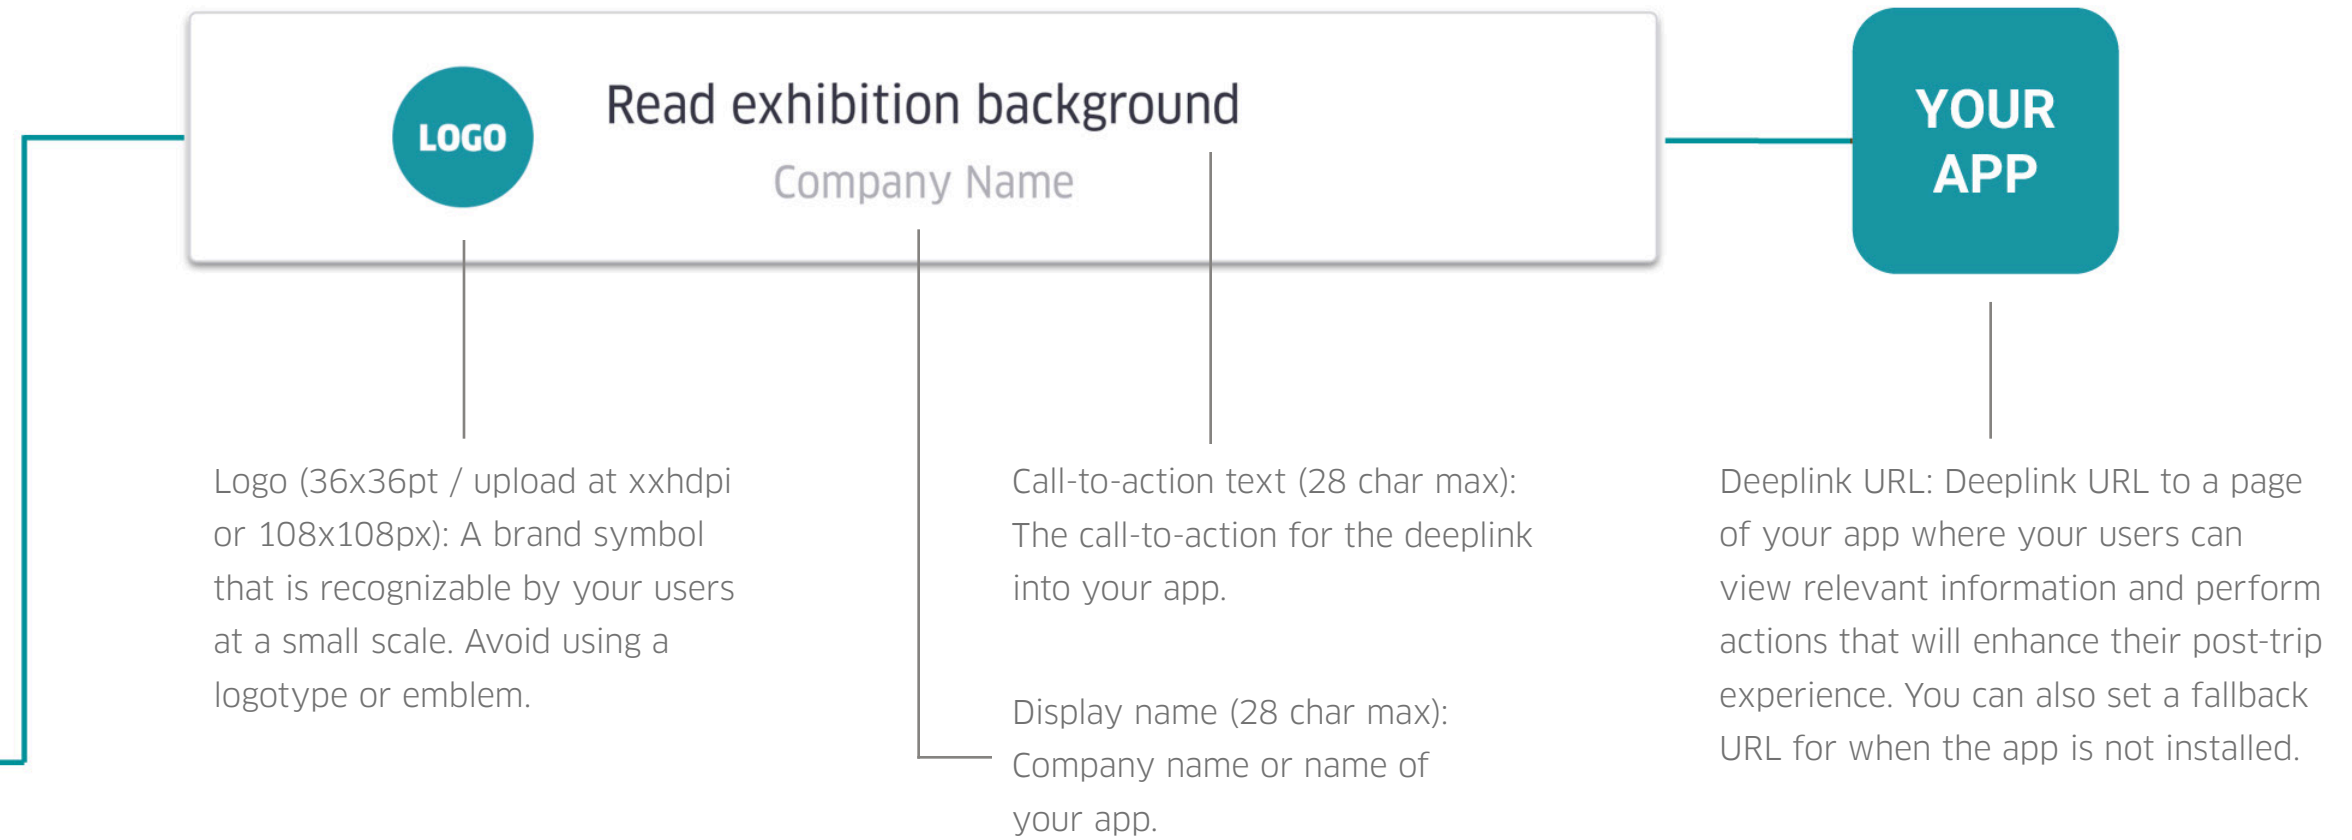 LOGO
Read exhibition background
Company Name
YOUR
APP
Logo (36x36pt / upload at xxhdpi
or 108x108px): A brand symbol
that is recognizable by your users
at a small scale. Avoid using a
logotype or emblem.
Call-to-action text (28 char max):
The call-to-action for the deeplink
into your app.
Display name (28 char max):
Company name or name of
your app.
Deeplink URL: Deeplink URL to a page
of your app where your users can
view relevant information and perform
actions that will enhance their post-trip
experience. You can also set a fallback
URL for when the app is not installed.